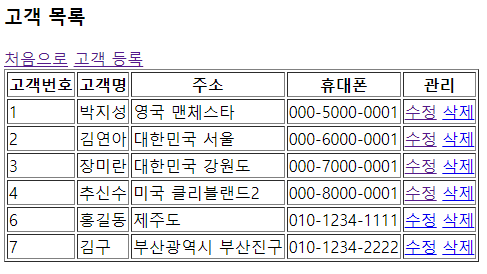 고객 목록
처음으로 고객 등록
고객번호 고객명 주소 휴대폰 관리
1 박지성 영국 맨체스타 000-5000-0001 수정 삭제
2 김연아 대한민국 서울 000-6000-0001 수정 삭제
3 장미란 대한민국 강원도 000-7000-0001 수정 삭제
4 추신수 미국 클리블랜드2 000-8000-0001 수정 삭제
6 홍길동 제주도 010-1234-1111 수정 삭제
7 김구 부산광역시 부산진구 010-1234-2222 수정 삭제